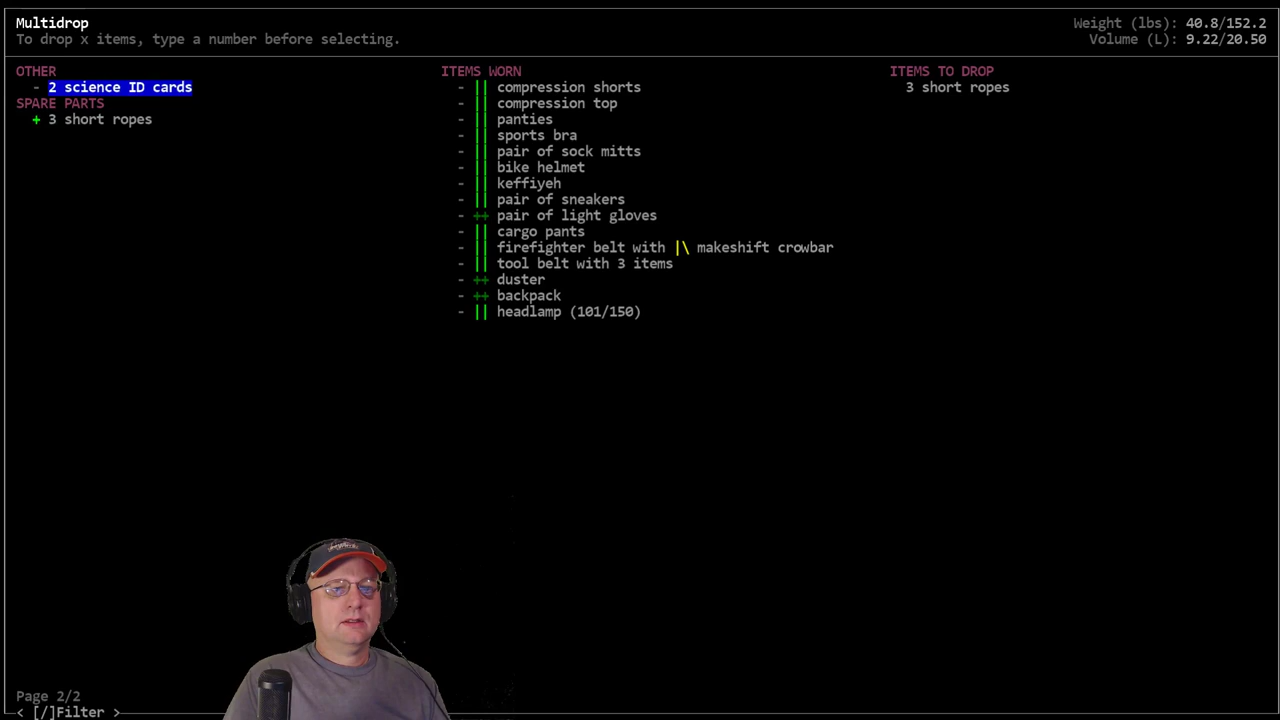 Multidrop
To drop x items, type a number before selecting.
Weight (lbs): 40.8/152.2
Volume (L): 9.22/20.50
OTHER
- 2 science ID cards
SPARE PARTS
+ 3 short ropes
ITEMS WORN
- || compression shorts
- || compression top
- || panties
- || sports bra
- || pair of sock mitts
- || bike helmet
- || keffiyeh
- || pair of sneakers
- ++ pair of light gloves
- || cargo pants
- || firefighter belt with |\ makeshift crowbar
- || tool belt with 3 items
- ++ duster
- ++ backpack
- || headlamp (101/150)
ITEMS TO DROP
3 short ropes
Page 2/2
< [/]Filter >